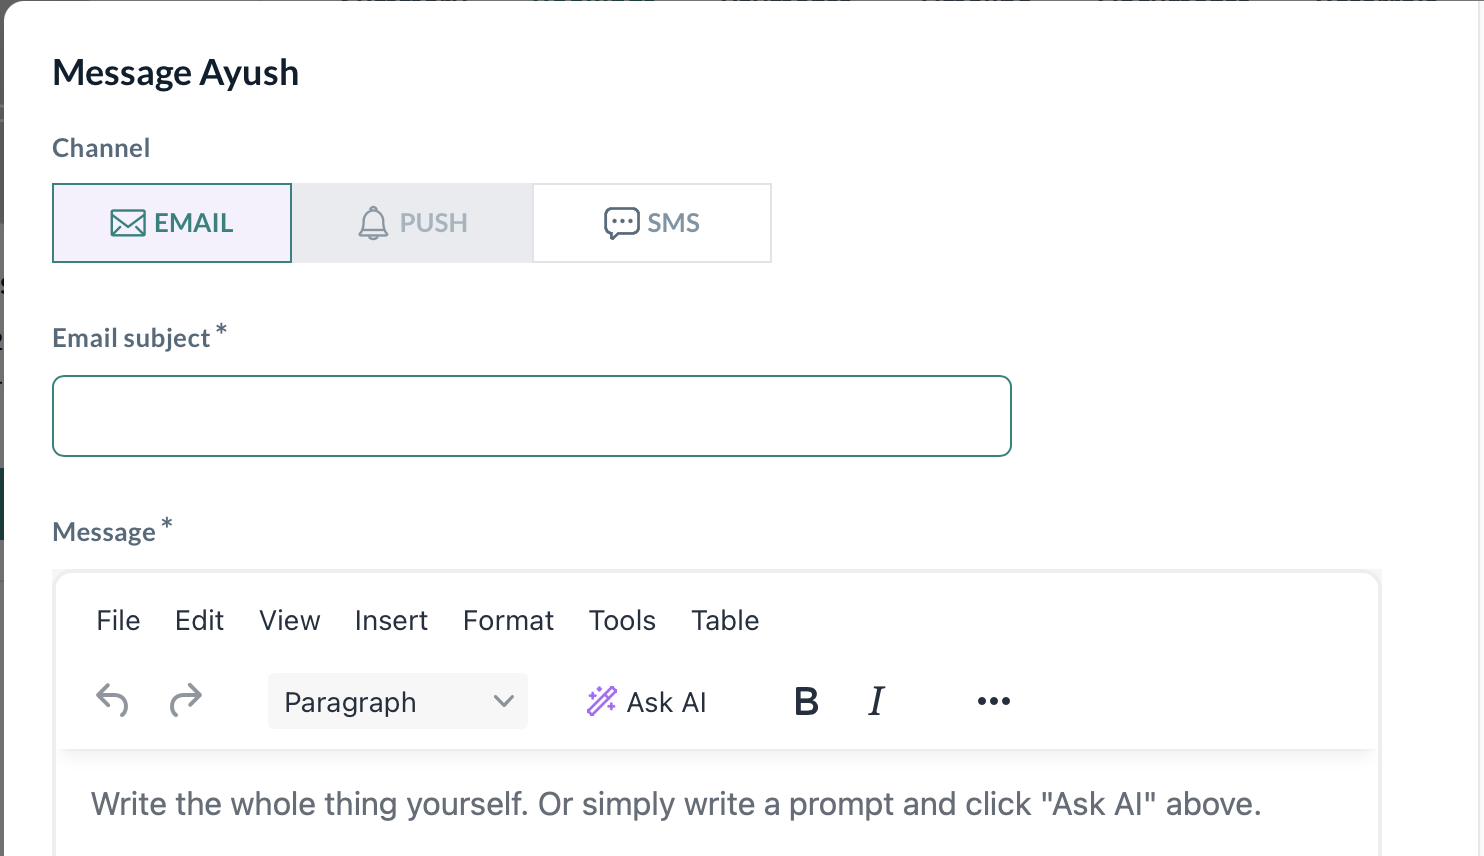 Message Ayush
Channel
EMAIL PUSH SMS
Email subject *
Message *
File Edit View Insert Format Tools Table
Paragraph Ask AI B I •••
Write the whole thing yourself. Or simply write a prompt and click "Ask AI" above.